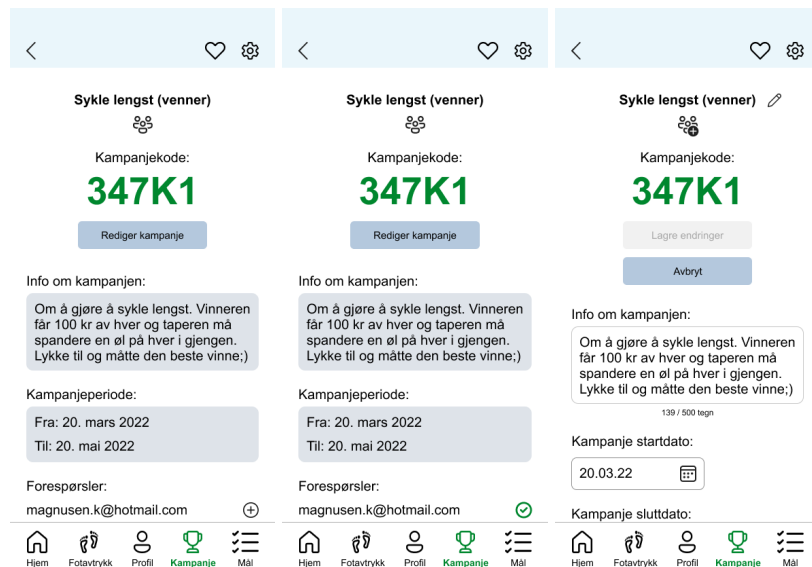 Sykle lengst (venner)
Kampanjekode:
347K1
Rediger kampanje
Info om kampanjen:
Om å gjøre å sykle lengst. Vinneren
får 100 kr av hver og taperen må
spandere en øl på hver i gjengen.
Lykke til og måtte den beste vinne;)
Kampanjeperiode:
Fra: 20. mars 2022
Til: 20. mai 2022
Forespørsler:
magnusen.k@hotmail.com
Hjem Fotavtrykk Profil Kampanje Mål
Sykle lengst (venner)
Kampanjekode:
347K1
Rediger kampanje
Info om kampanjen:
Om å gjøre å sykle lengst. Vinneren
får 100 kr av hver og taperen må
spandere en øl på hver i gjengen.
Lykke til og måtte den beste vinne;)
Kampanjeperiode:
Fra: 20. mars 2022
Til: 20. mai 2022
Forespørsler:
magnusen.k@hotmail.com
Hjem Fotavtrykk Profil Kampanje Mål
Sykle lengst (venner)
Kampanjekode:
347K1
Lagre endringer
Avbryt
Info om kampanjen:
Om å gjøre å sykle lengst. Vinneren
får 100 kr av hver og taperen må
spandere en øl på hver i gjengen.
Lykke til og måtte den beste vinne;)
139 / 500 tegn
Kampanje startdato:
20.03.22
Kampanje sluttdato:
Hjem Fotavtrykk Profil Kampanje Mål